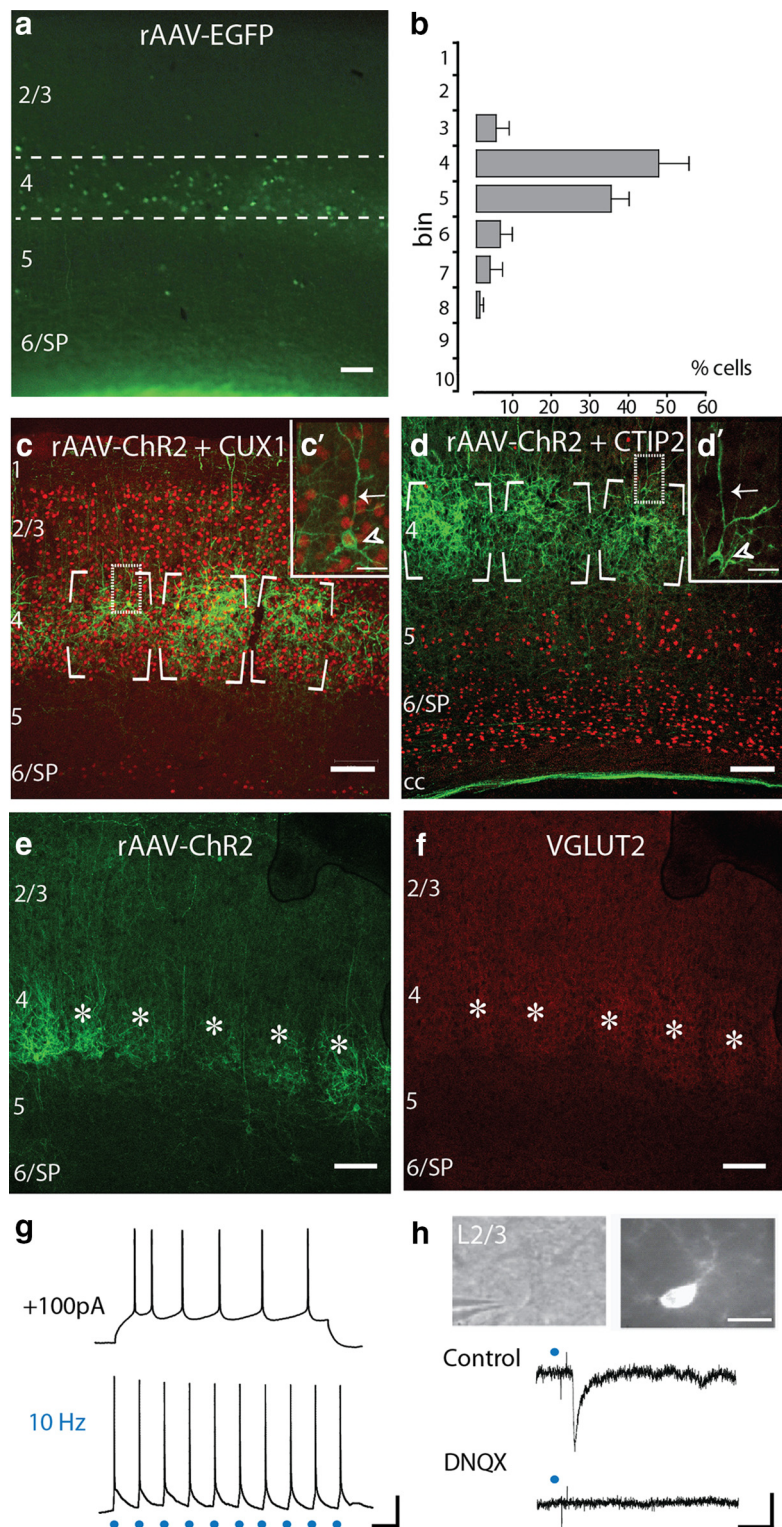 a
rAAV-EGFP
2/3
4
5
6/SP
b
1
2
3
4
5
6
7
8
9
10
bin
% cells
10 20 30 40 50 60
c
rAAV-ChR2 + CUX1
c'
1
2/3
4
5
6/SP
d
rAAV-ChR2 + CTIP2
d'
4
5
6/SP
cc
e
rAAV-ChR2
2/3
4
5
6/SP
f
VGLUT2
2/3
4
5
6/SP
g
+100pA
10 Hz
h
L2/3
Control
DNQX